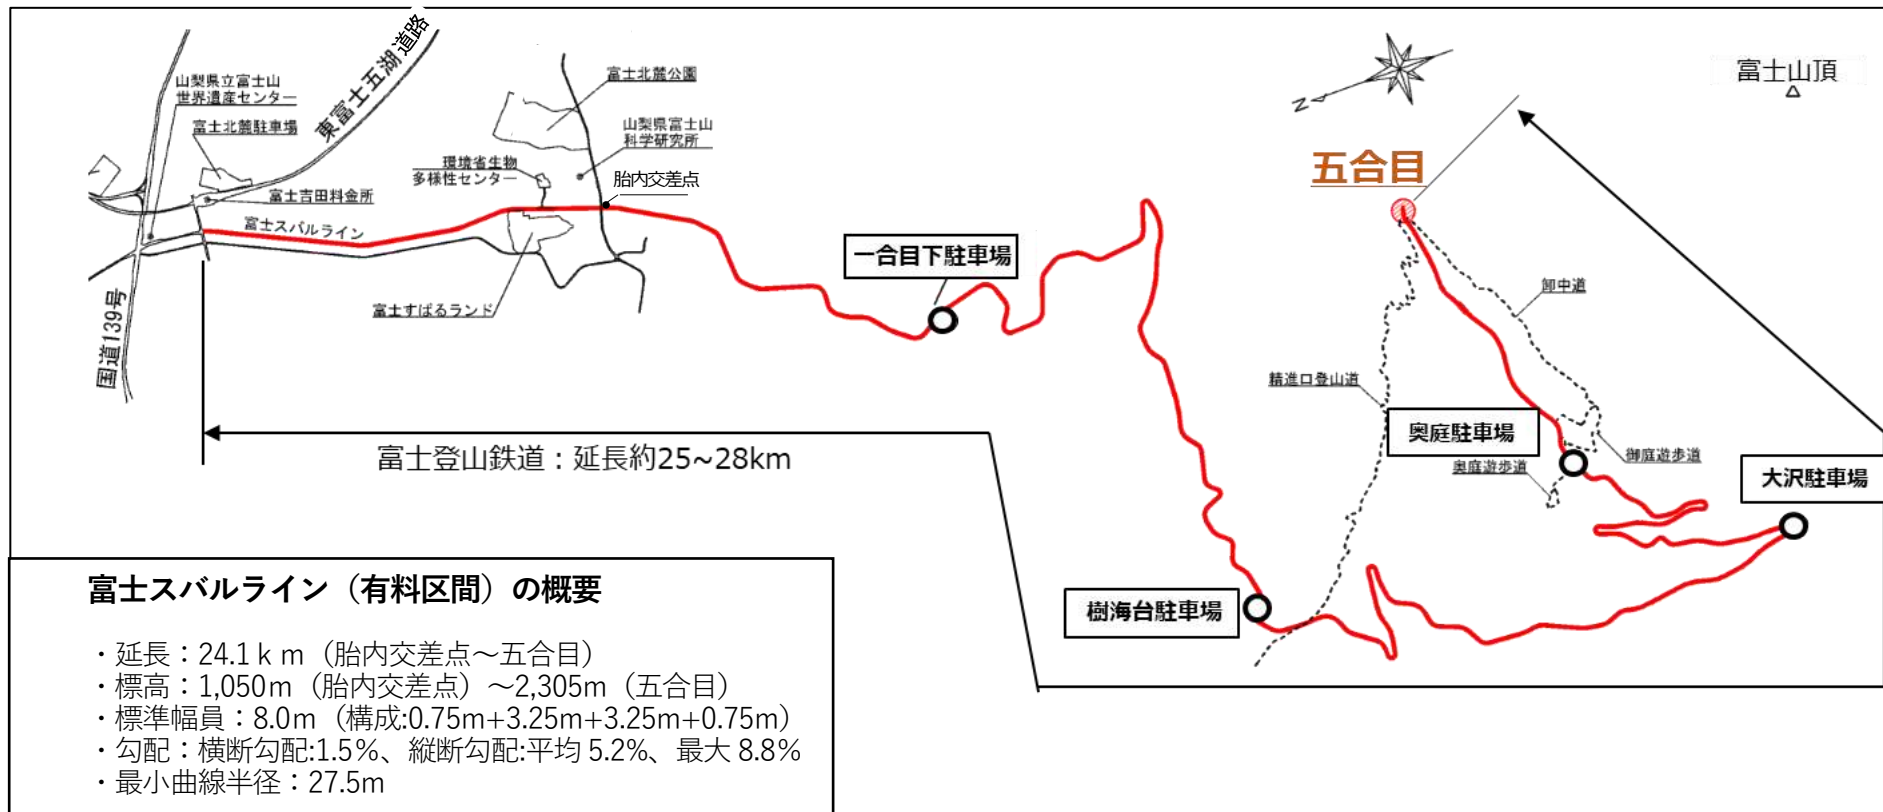 東富士五湖道路
山梨県立富士山
世界遺産センター
富士北麓駐車場
富士吉田料金所
富士スバルライン
国道139号
富士すばるランド
環境省生物
多様性センター
富士北麓公園
山梨県富士山
科学研究所
胎内交差点
一合目下駐車場
N
富士山頂
五合目
御中道
精進口登山道
奥庭駐車場
奥庭遊歩道
御庭遊歩道
大沢駐車場
樹海台駐車場
富士登山鉄道：延長約25~28km
富士スバルライン（有料区間）の概要
・延長：24.1ｋｍ（胎内交差点～五合目）
・標高：1,050m（胎内交差点）～2,305m（五合目）
・標準幅員：8.0m（構成:0.75m+3.25m+3.25m+0.75m）
・勾配：横断勾配:1.5%、縦断勾配:平均 5.2%、最大 8.8%
・最小曲線半径：27.5m